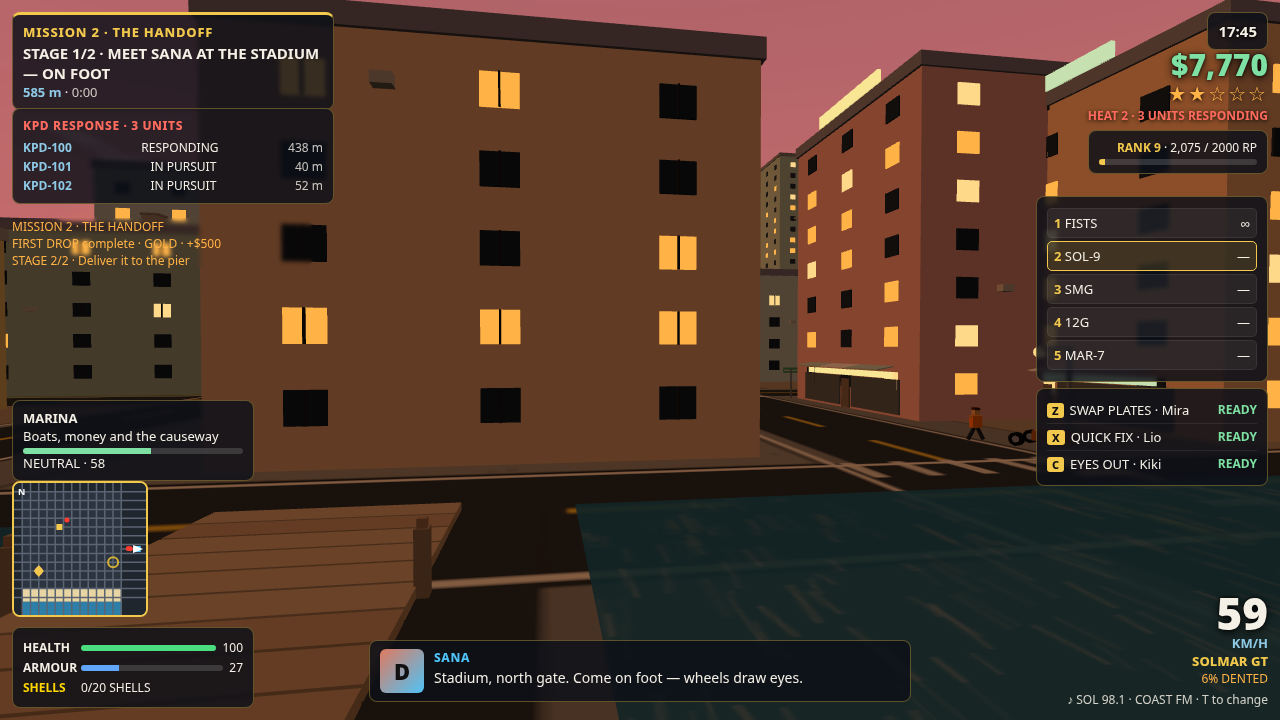 MISSION 2 · THE HANDOFF
STAGE 1/2 · MEET SANA AT THE STADIUM
— ON FOOT
585 m · 0:00
KPD RESPONSE · 3 UNITS
KPD-100 RESPONDING 438 m
KPD-101 IN PURSUIT 40 m
KPD-102 IN PURSUIT 52 m
MISSION 2 · THE HANDOFF
FIRST DROP complete · GOLD · +$500
STAGE 2/2 · Deliver it to the pier
MARINA
Boats, money and the causeway
NEUTRAL · 58
N
HEALTH 100
ARMOUR 27
SHELLS 0/20 SHELLS
D
SANA
Stadium, north gate. Come on foot — wheels draw eyes.
17:45
$7,770
★★☆☆☆☆
HEAT 2 · 3 UNITS RESPONDING
RANK 9 · 2,075 / 2000 RP
1 FISTS ∞
2 SOL-9 —
3 SMG —
4 12G —
5 MAR-7 —
Z SWAP PLATES · Mira READY
X QUICK FIX · Lio READY
C EYES OUT · Kiki READY
59
KM/H
SOLMAR GT
6% DENTED
♪ SOL 98.1 · COAST FM · T to change